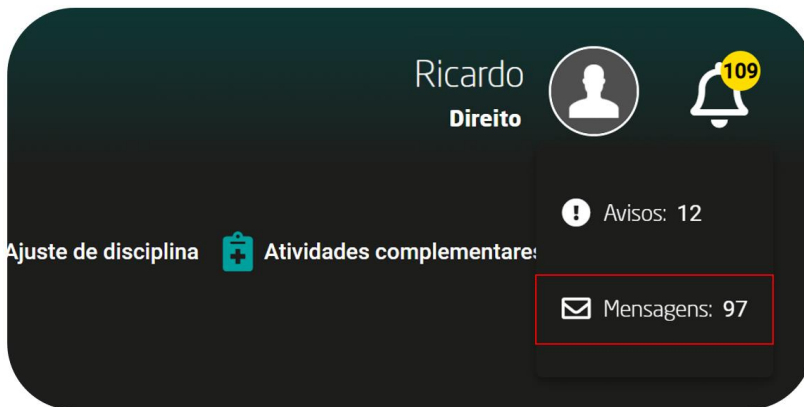 Ricardo
109
Direito
Avisos: 12
Ajuste de disciplina
Atividades complementares
Mensagens: 97